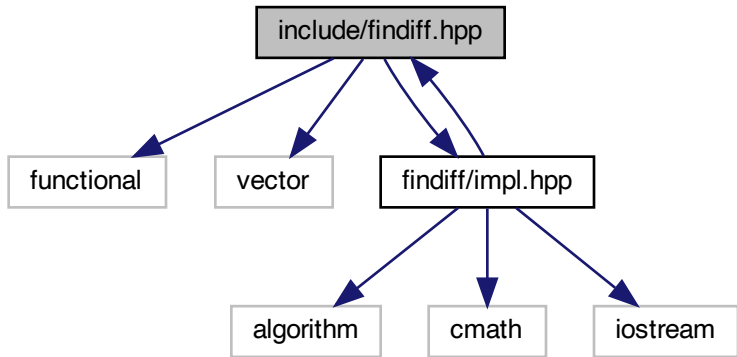 include/findiff.hpp
functional
vector
findiff/impl.hpp
algorithm
cmath
iostream